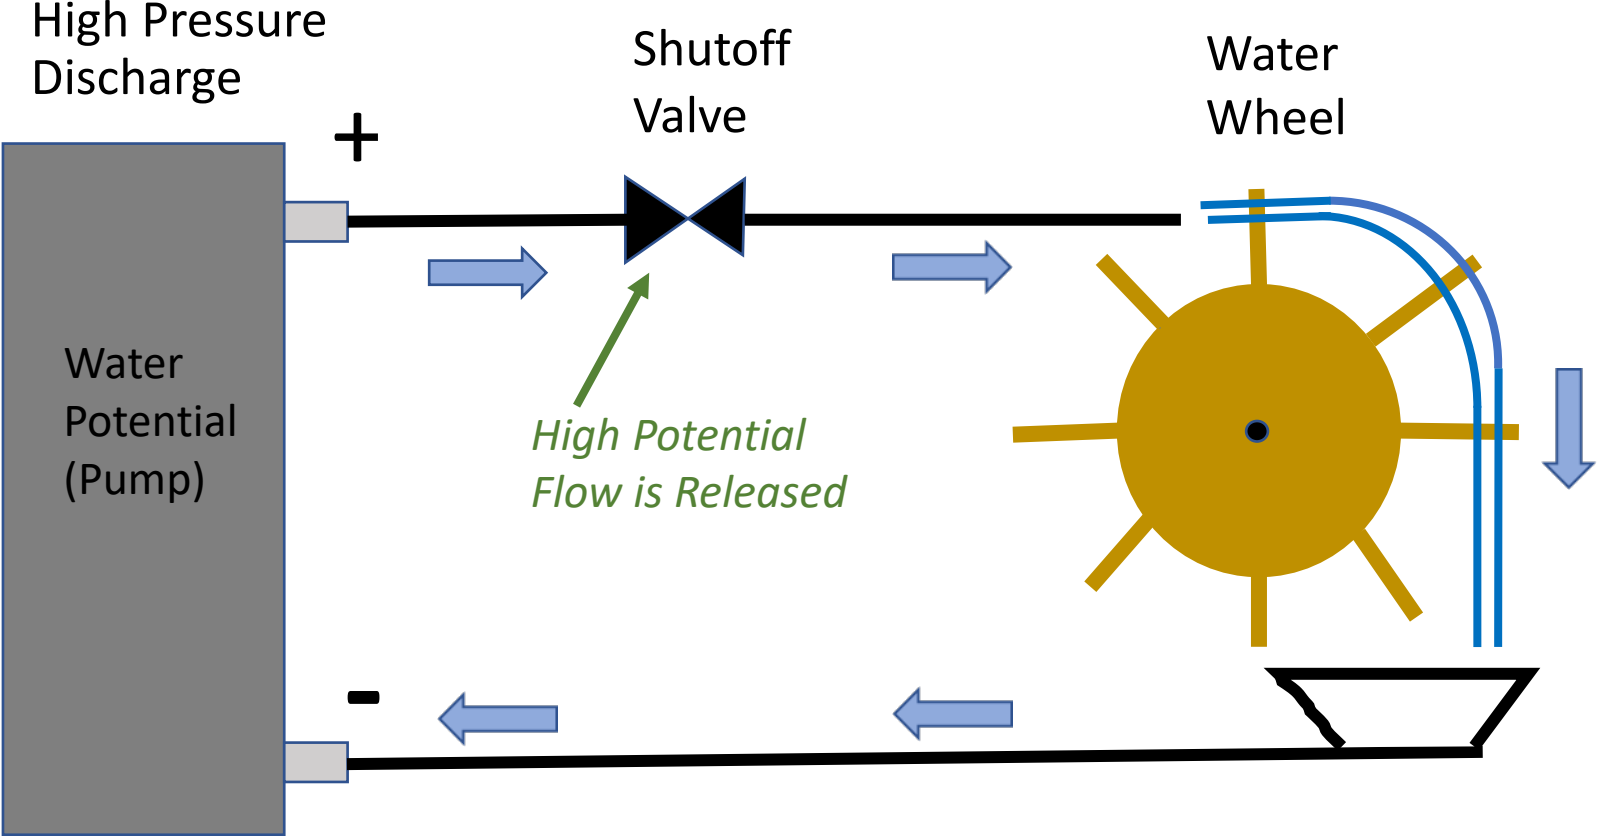 High Pressure
Discharge
+
Shutoff
Valve
Water
Wheel
Water
Potential
(Pump)
High Potential
Flow is Released
-